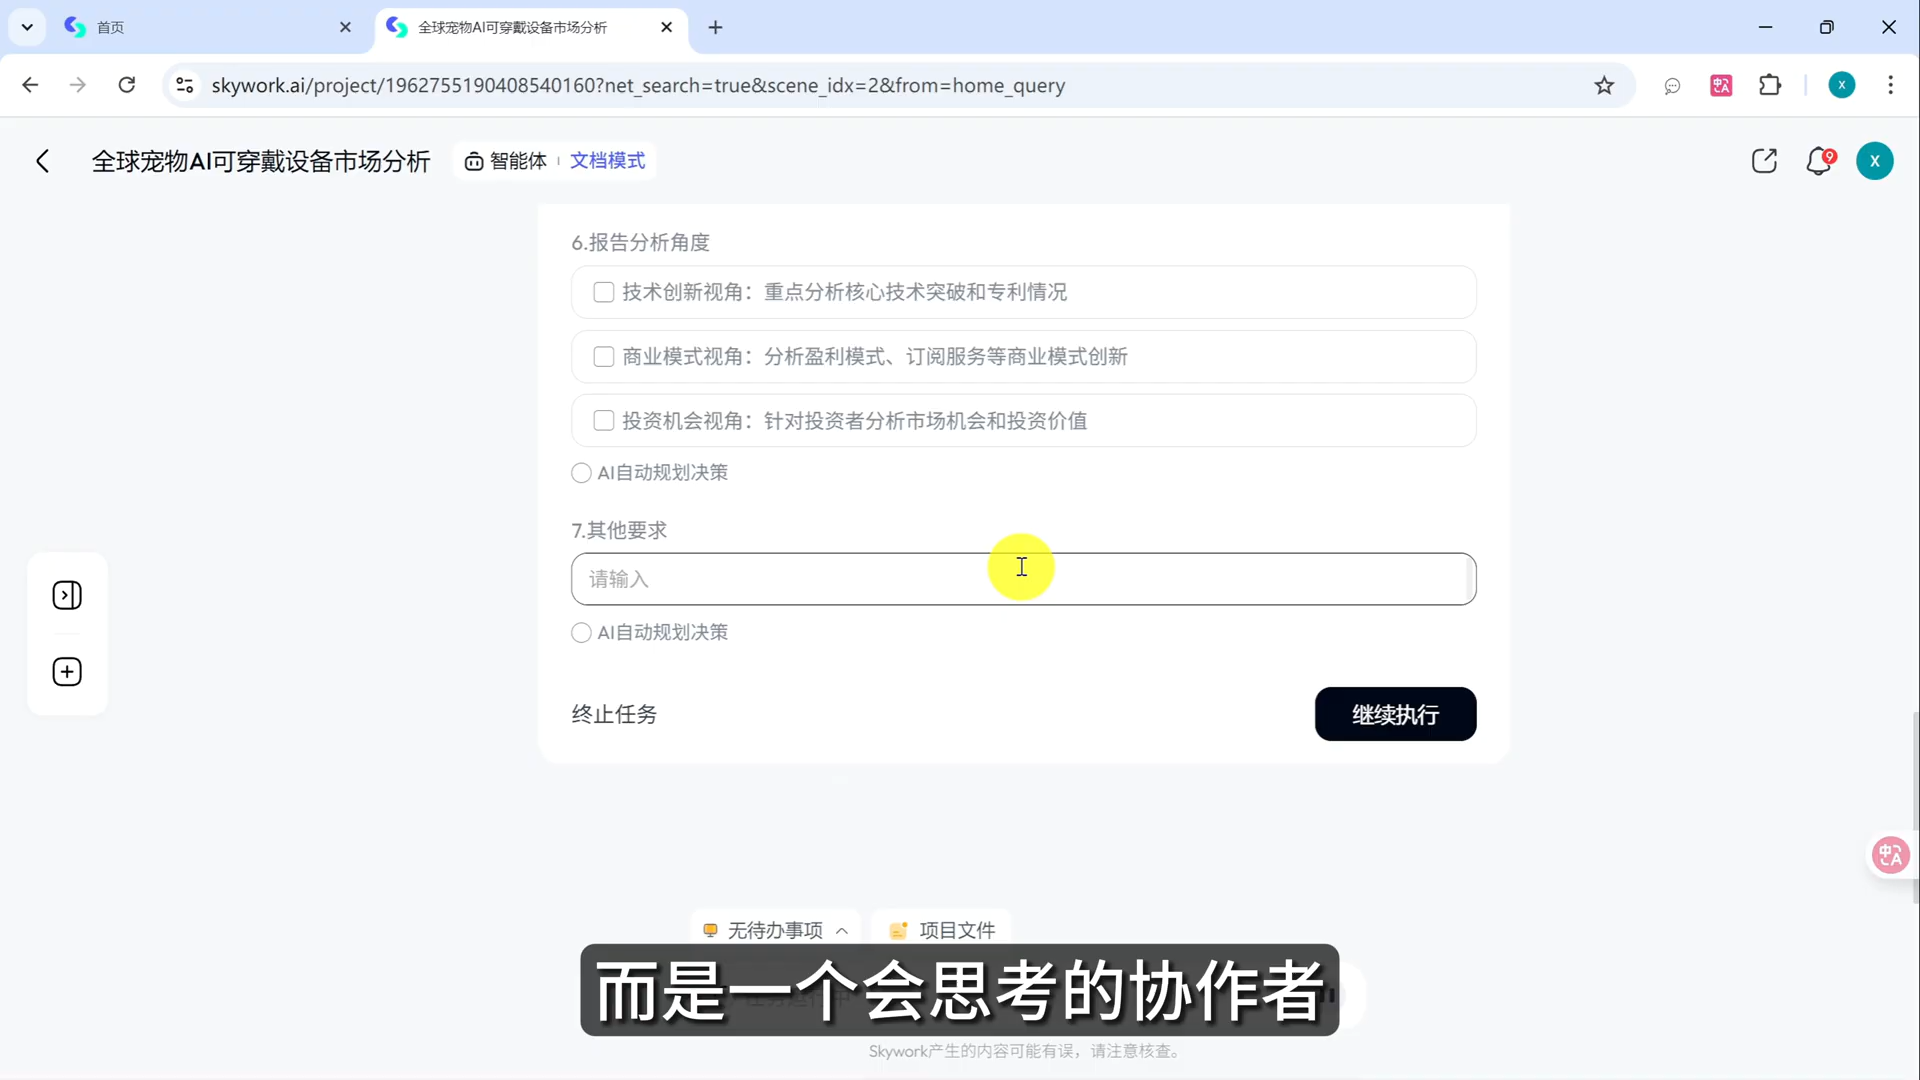 首页
全球宠物AI可穿戴设备市场分析
skywork.ai/project/1962755190408540160?net_search=true&scene_idx=2&from=home_query
X
全球宠物AI可穿戴设备市场分析
智能体
文档模式
9
X
6.报告分析角度
技术创新视角：重点分析核心技术突破和专利情况
商业模式视角：分析盈利模式、订阅服务等商业模式创新
投资机会视角：针对投资者分析市场机会和投资价值
AI自动规划决策
7.其他要求
请输入
AI自动规划决策
终止任务
继续执行
无待办事项
项目文件
而是一个会思考的协作者
Skywork产生的内容可能有误，请注意核查。